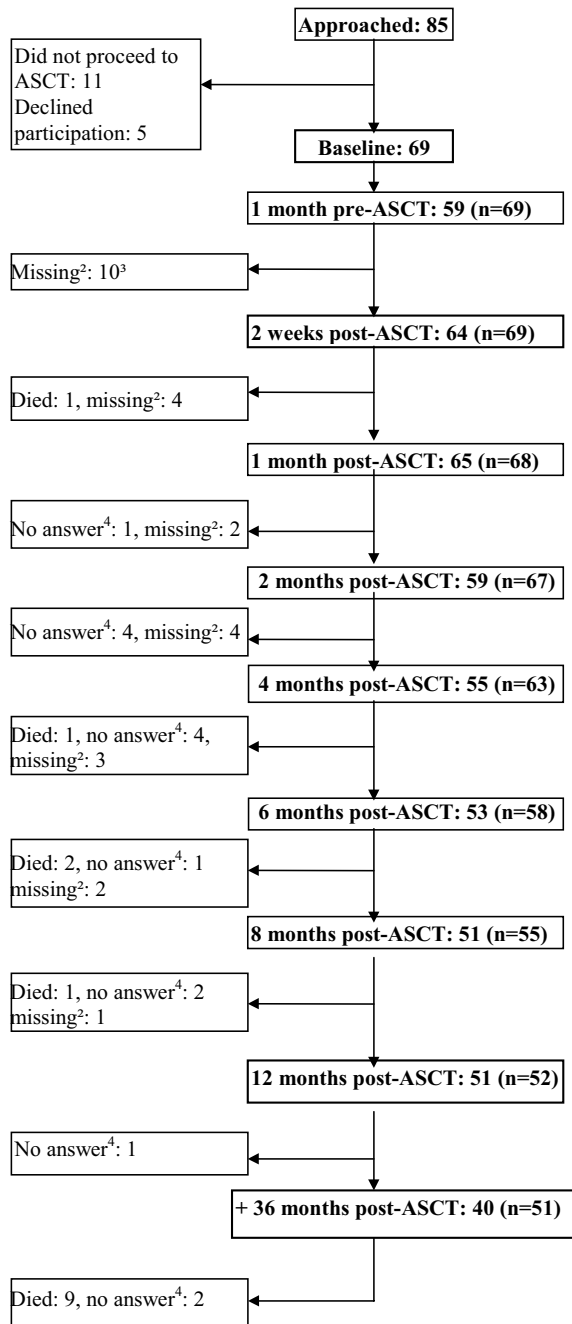 Approached: 85
Did not proceed to
ASCT: 11
Declined
participation: 5
Baseline: 69
1 month pre-ASCT: 59 (n=69)
Missing²: 10³
2 weeks post-ASCT: 64 (n=69)
Died: 1, missing²: 4
1 month post-ASCT: 65 (n=68)
No answer⁴: 1, missing²: 2
2 months post-ASCT: 59 (n=67)
No answer⁴: 4, missing²: 4
4 months post-ASCT: 55 (n=63)
Died: 1, no answer⁴: 4,
missing²: 3
6 months post-ASCT: 53 (n=58)
Died: 2, no answer⁴: 1
missing²: 2
8 months post-ASCT: 51 (n=55)
Died: 1, no answer⁴: 2
missing²: 1
12 months post-ASCT: 51 (n=52)
No answer⁴: 1
+ 36 months post-ASCT: 40 (n=51)
Died: 9, no answer⁴: 2